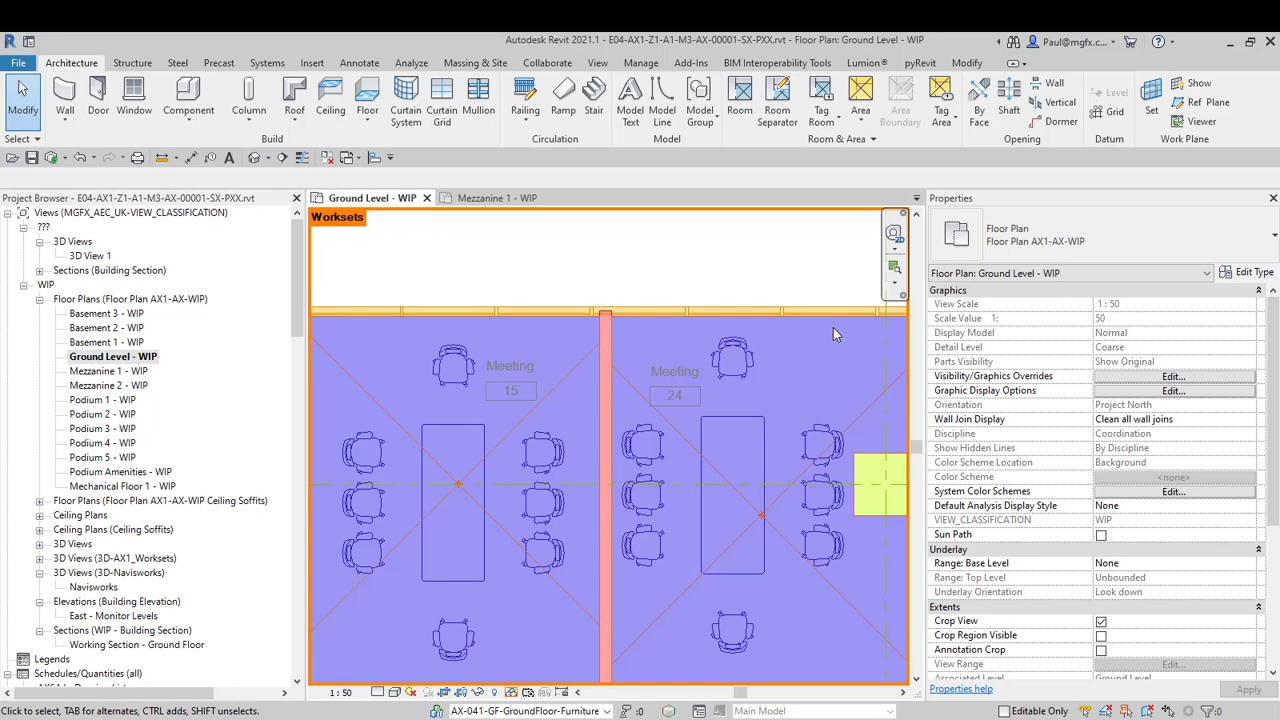 Autodesk Revit 2021.1 - E04-AX1-Z1-A1-M3-AX-00001-SX-PXX.rvt - Floor Plan: Ground Level - WIP
Paul@mgfx.c...
File Architecture Structure Steel Precast Systems Insert Annotate Analyze Massing & Site Collaborate View Manage Add-Ins BIM Interoperability Tools Lumion® pyRevit Modify
Modify Wall Door Window Component Column Roof Ceiling Floor Curtain System Curtain Grid Mullion Railing Ramp Stair Model Text Model Line Model Group Room Room Separator Tag Room Area Area Boundary Tag Area By Face Shaft Wall Vertical Dormer Level Grid Set Show Ref Plane Viewer
Select Build Circulation Model Room & Area Opening Datum Work Plane
Project Browser - E04-AX1-Z1-A1-M3-AX-00001-SX-PXX.rvt
Views (MGFX_AEC_UK-VIEW_CLASSIFICATION)
???
3D Views
3D View 1
Sections (Building Section)
WIP
Floor Plans (Floor Plan AX1-AX-WIP)
Basement 3 - WIP
Basement 2 - WIP
Basement 1 - WIP
Ground Level - WIP
Mezzanine 1 - WIP
Mezzanine 2 - WIP
Podium 1 - WIP
Podium 2 - WIP
Podium 3 - WIP
Podium 4 - WIP
Podium 5 - WIP
Podium Amenities - WIP
Mechanical Floor 1 - WIP
Floor Plans (Floor Plan AX1-AX-WIP Ceiling Soffits)
Ceiling Plans
Ceiling Plans (Ceiling Soffits)
3D Views
3D Views (3D-AX1_Worksets)
3D Views (3D-Navisworks)
Navisworks
Elevations (Building Elevation)
East - Monitor Levels
Sections (WIP - Building Section)
Working Section - Ground Floor
Legends
Schedules/Quantities (all)
Ground Level - WIP
Mezzanine 1 - WIP
Worksets
2D
Meeting
15
Meeting
24
1 : 50
Properties
Floor Plan
Floor Plan AX1-AX-WIP
Floor Plan: Ground Level - WIP
Edit Type
Graphics
View Scale 1 : 50
Scale Value 1: 50
Display Model Normal
Detail Level Coarse
Parts Visibility Show Original
Visibility/Graphics Overrides Edit...
Graphic Display Options Edit...
Orientation Project North
Wall Join Display Clean all wall joins
Discipline Coordination
Show Hidden Lines By Discipline
Color Scheme Location Background
Color Scheme <none>
System Color Schemes Edit...
Default Analysis Display Style None
VIEW_CLASSIFICATION WIP
Sun Path
Underlay
Range: Base Level None
Range: Top Level Unbounded
Underlay Orientation Look down
Extents
Crop View
Crop Region Visible
Annotation Crop
View Range Edit...
Properties help
Apply
Click to select, TAB for alternates, CTRL adds, SHIFT unselects.
AX-041-GF-GroundFloor-Furniture
:0
Main Model
Editable Only
:0